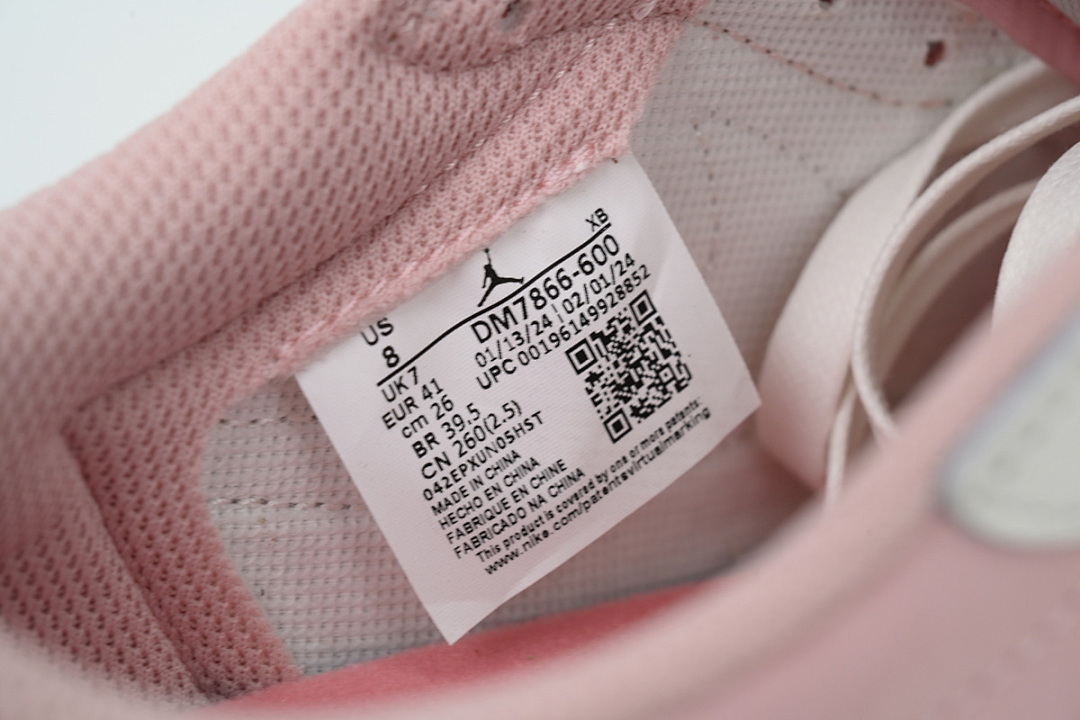 XB
US
8
DM7866-600
UK 7
01/13/24 | 02/01/24
EUR 41
UPC 00196149928852
cm 26
BR 39.5
CN 260(2.5)
042EPXUN05HST
MADE IN CHINA
HECHO EN CHINA
FABRIQUE EN CHINE
FABRICADO NA CHINA
This product is covered by one or more patents:
www.nike.com/patentsvirtualmarking